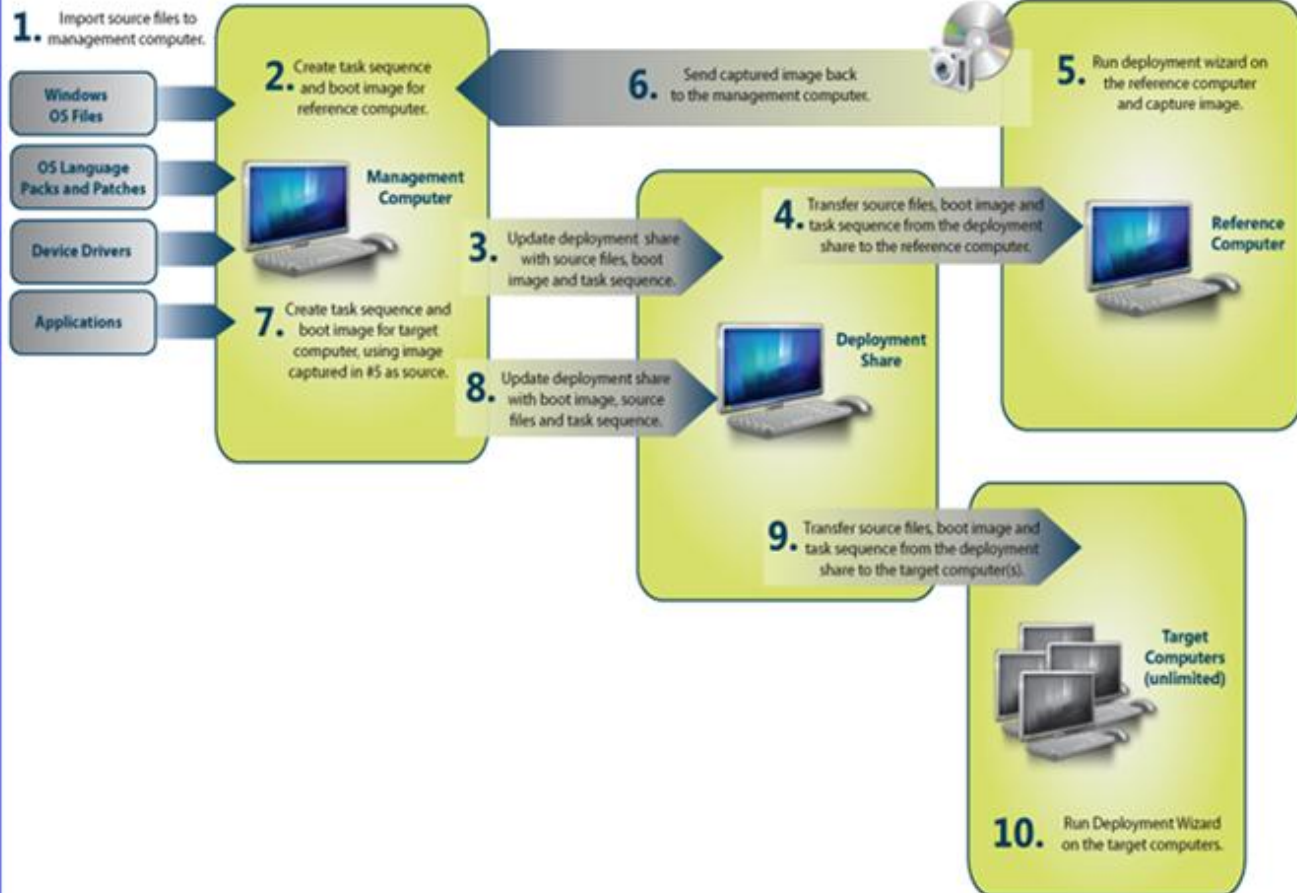 1. Import source files to
management computer.
Windows
OS Files
OS Language
Packs and Patches
Device Drivers
Applications
2. Create task sequence
and boot image for
reference computer.
Management
Computer
7. Create task sequence and
boot image for target
computer, using image
captured in #5 as source.
6. Send captured image back
to the management computer.
3. Update deployment share
with source files, boot
image and task sequence.
8. Update deployment share
with boot image, source
files and task sequence.
Deployment
Share
4. Transfer source files, boot image and
task sequence from the deployment
share to the reference computer.
5. Run deployment wizard on
the reference computer
and capture image.
Reference
Computer
9. Transfer source files, boot image and
task sequence from the deployment
share to the target computer(s).
Target
Computers
(unlimited)
10. Run Deployment Wizard
on the target computers.